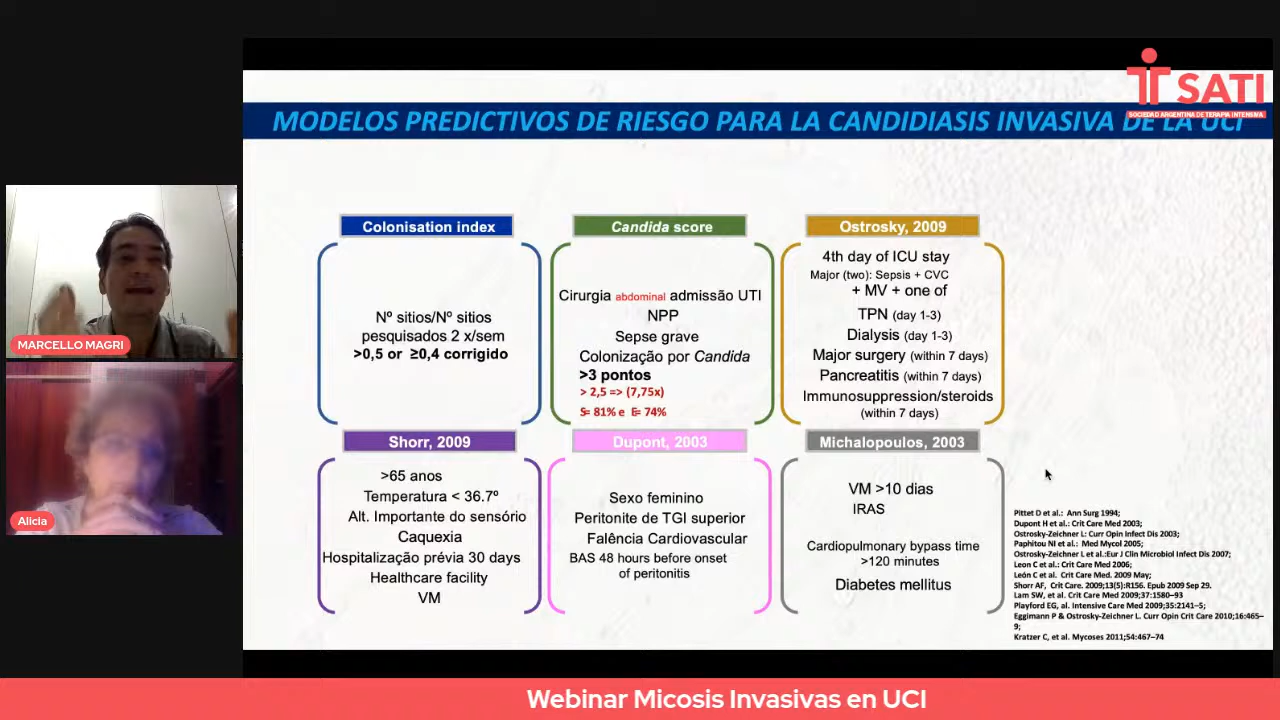 SATI
SOCIEDAD ARGENTINA DE TERAPIA INTENSIVA
MODELOS PREDICTIVOS DE RIESGO PARA LA CANDIDIASIS INVASIVA DE LA UCI
MARCELLO MAGRI
Alicia
Colonisation index
Nº sitios/Nº sitios
pesquisados 2 x/sem
>0,5 or ≥0,4 corrigido
Candida score
Cirurgia abdominal admissão UTI
NPP
Sepse grave
Colonização por Candida
>3 pontos
> 2,5 => (7,75x)
S= 81% e E= 74%
Ostrosky, 2009
4th day of ICU stay
Major (two): Sepsis + CVC
+ MV + one of
TPN (day 1-3)
Dialysis (day 1-3)
Major surgery (within 7 days)
Pancreatitis (within 7 days)
Immunosuppression/steroids
(within 7 days)
Shorr, 2009
>65 anos
Temperatura < 36.7º
Alt. Importante do sensório
Caquexia
Hospitalização prévia 30 days
Healthcare facility
VM
Dupont, 2003
Sexo feminino
Peritonite de TGI superior
Falência Cardiovascular
BAS 48 hours before onset
of peritonitis
Michalopoulos, 2003
VM >10 dias
IRAS
Cardiopulmonary bypass time
>120 minutes
Diabetes mellitus
Pittet D et al.: Ann Surg 1994;
Dupont H et al.: Crit Care Med 2003;
Ostrosky-Zeichner L: Curr Opin Infect Dis 2003;
Paphitou NI et al.: Med Mycol 2005;
Ostrosky-Zeichner L et al.:Eur J Clin Microbiol Infect Dis 2007;
Leon C et al.: Crit Care Med 2006;
León C et al. Crit Care Med. 2009 May;
Shorr AF, Crit Care. 2009;13(5):R156. Epub 2009 Sep 29.
Lam SW, et al. Crit Care Med 2009;37:1580–93
Playford EG, al. Intensive Care Med 2009;35:2141–5;
Eggimann P & Ostrosky-Zeichner L. Curr Opin Crit Care 2010;16:465–
9;
Kratzer C, et al. Mycoses 2011;54:467–74
Webinar Micosis Invasivas en UCI